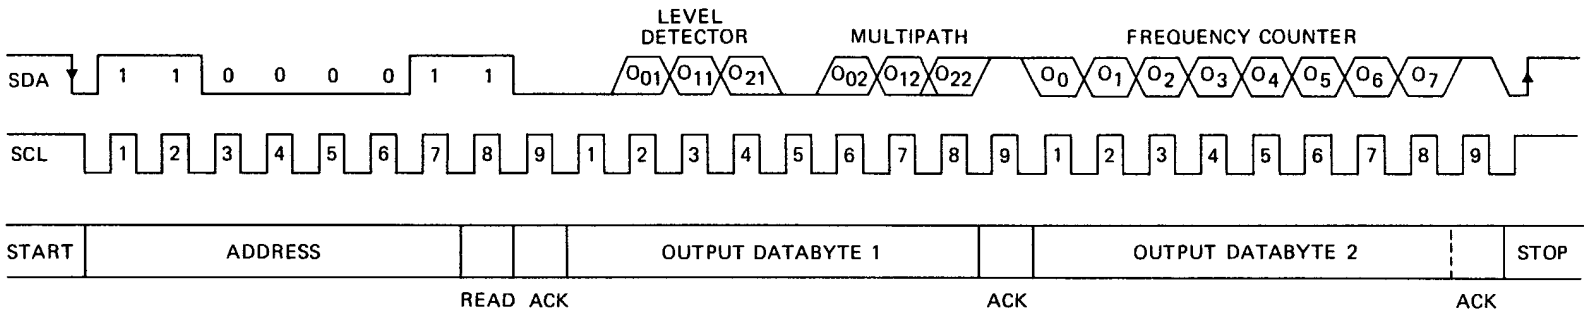 LEVEL
DETECTOR
MULTIPATH
FREQUENCY COUNTER
SDA 1 1 0 0 0 0 1 1 O01 O11 O21 O02 O12 O22 O0 O1 O2 O3 O4 O5 O6 O7
SCL 1 2 3 4 5 6 7 8 9 1 2 3 4 5 6 7 8 9 1 2 3 4 5 6 7 8 9
START ADDRESS OUTPUT DATABYTE 1 OUTPUT DATABYTE 2 STOP
READ ACK ACK ACK